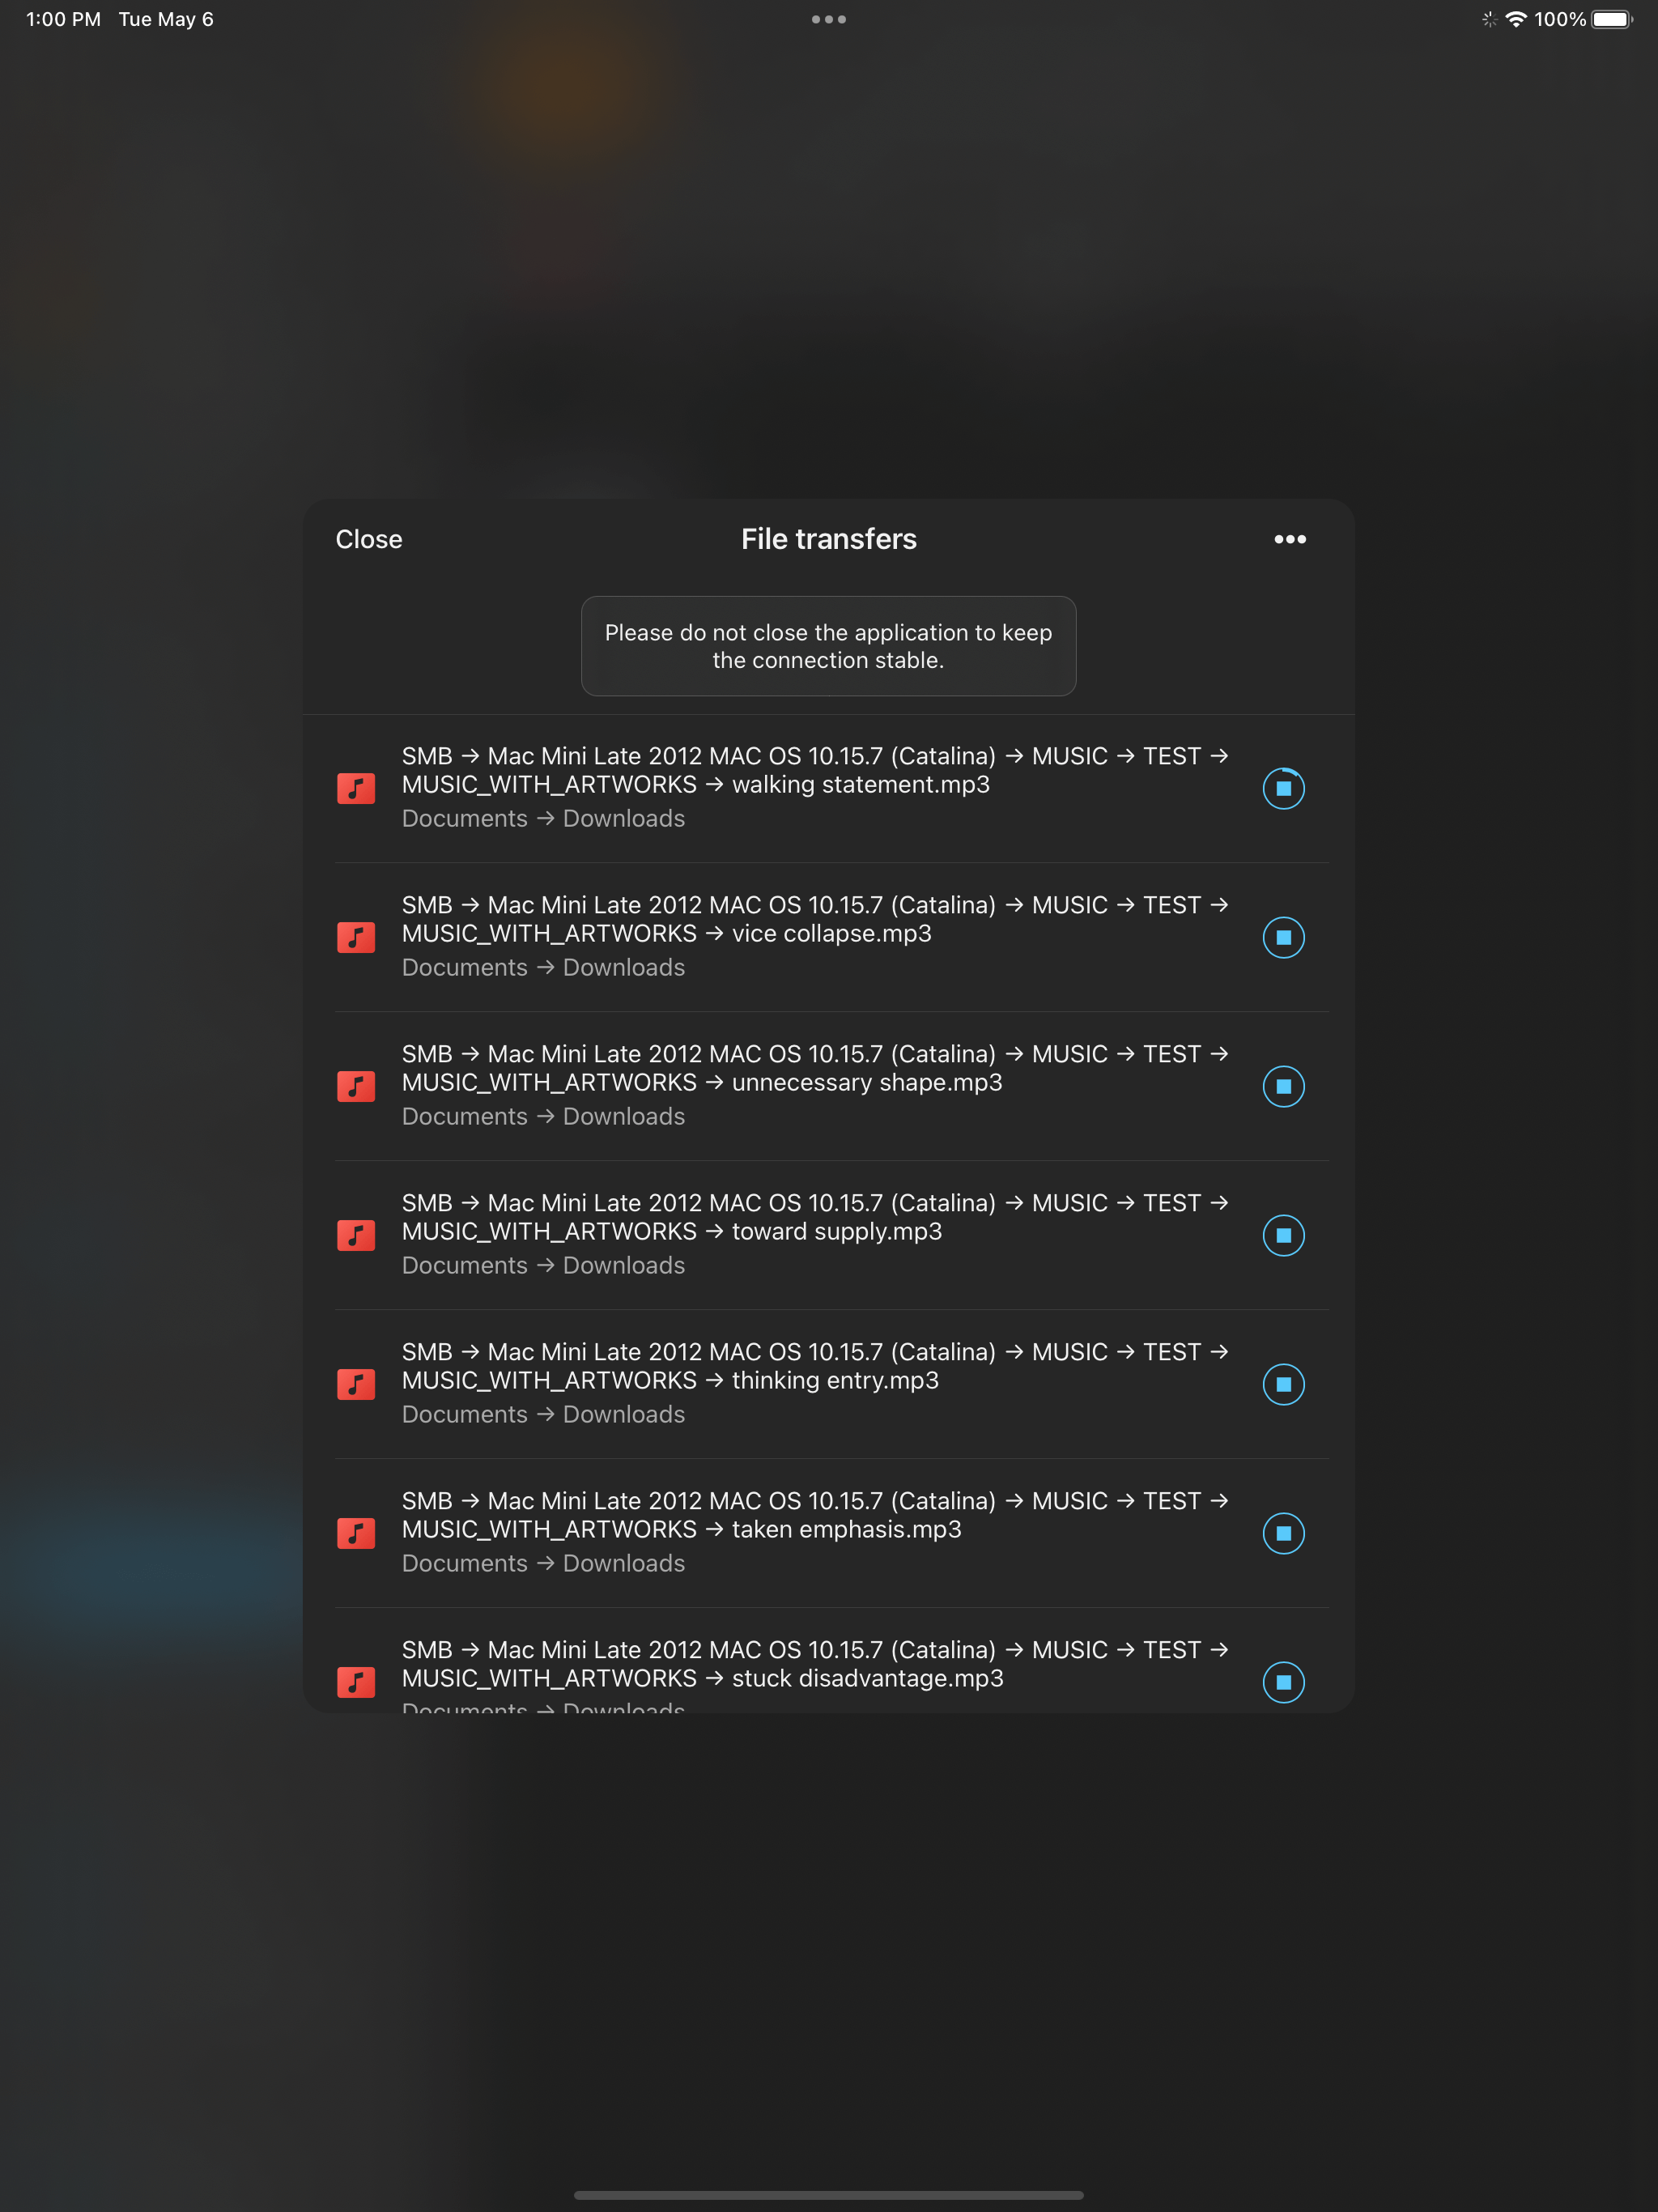 1:00 PM Tue May 6
100%
Close
File transfers
Please do not close the application to keep
the connection stable.
SMB → Mac Mini Late 2012 MAC OS 10.15.7 (Catalina) → MUSIC → TEST →
MUSIC_WITH_ARTWORKS → walking statement.mp3
Documents → Downloads
SMB → Mac Mini Late 2012 MAC OS 10.15.7 (Catalina) → MUSIC → TEST →
MUSIC_WITH_ARTWORKS → vice collapse.mp3
Documents → Downloads
SMB → Mac Mini Late 2012 MAC OS 10.15.7 (Catalina) → MUSIC → TEST →
MUSIC_WITH_ARTWORKS → unnecessary shape.mp3
Documents → Downloads
SMB → Mac Mini Late 2012 MAC OS 10.15.7 (Catalina) → MUSIC → TEST →
MUSIC_WITH_ARTWORKS → toward supply.mp3
Documents → Downloads
SMB → Mac Mini Late 2012 MAC OS 10.15.7 (Catalina) → MUSIC → TEST →
MUSIC_WITH_ARTWORKS → thinking entry.mp3
Documents → Downloads
SMB → Mac Mini Late 2012 MAC OS 10.15.7 (Catalina) → MUSIC → TEST →
MUSIC_WITH_ARTWORKS → taken emphasis.mp3
Documents → Downloads
SMB → Mac Mini Late 2012 MAC OS 10.15.7 (Catalina) → MUSIC → TEST →
MUSIC_WITH_ARTWORKS → stuck disadvantage.mp3
Documents → Downloads